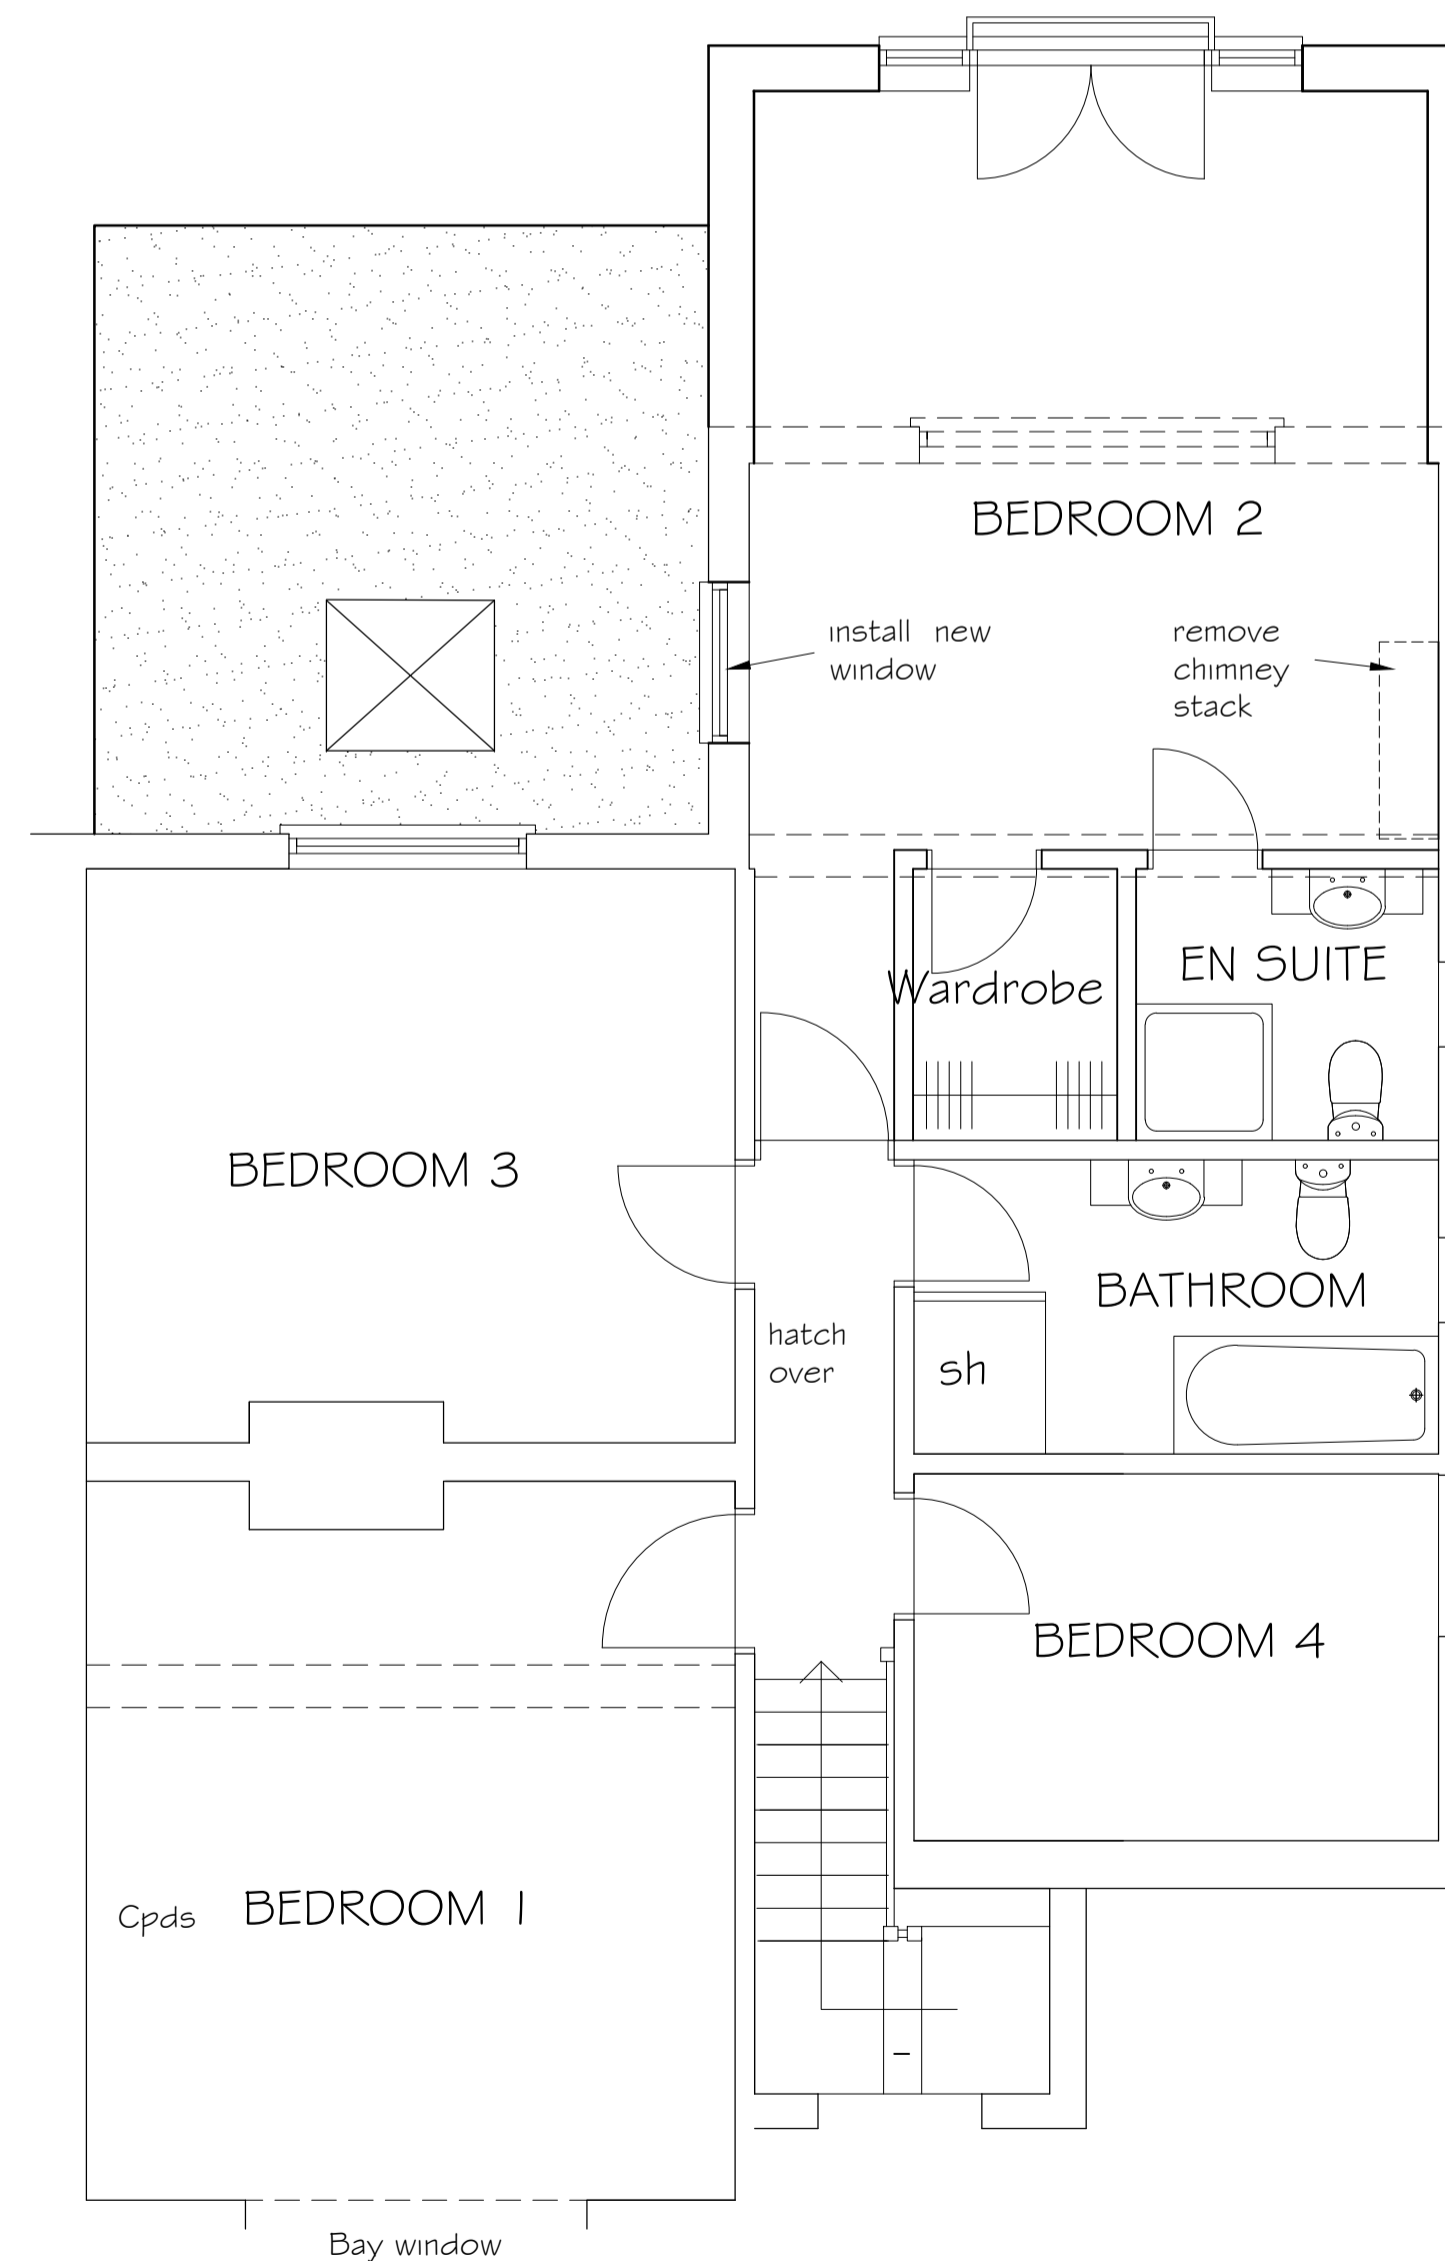 BEDROOM 2
install new
window
remove
chimney
stack
EN SUITE
Wardrobe
BEDROOM 3
BATHROOM
hatch
over
sh
BEDROOM 4
Cpds
BEDROOM 1
Bay window